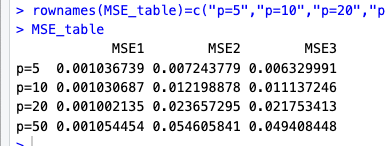 > rownames(MSE_table)=c("p=5","p=10","p=20","p
> MSE_table
MSE1 MSE2 MSE3
p=5 0.001036739 0.007243779 0.006329991
p=10 0.001030687 0.012198878 0.011137246
p=20 0.001002135 0.023657295 0.021753413
p=50 0.001054454 0.054605841 0.049408448
>